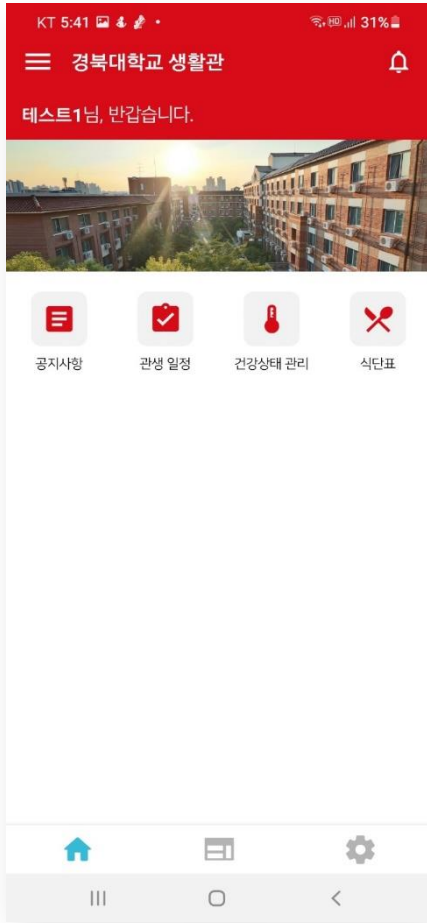 KT 5:41
HD 31%
경북대학교 생활관
테스트1님, 반갑습니다.
공지사항
관생 일정
건강상태 관리
식단표